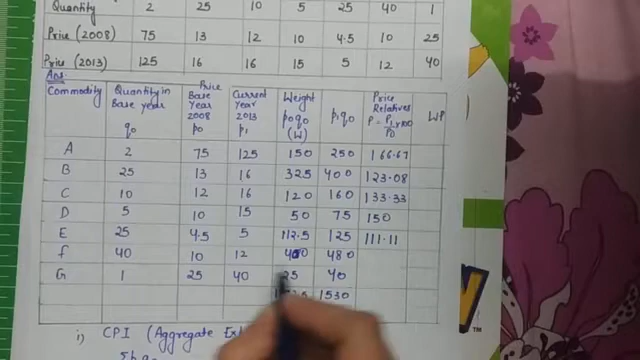 Quantity 2 25 10 5 25 40 1
Price (2008) 75 13 12 10 4.5 10 25
Price (2013) 125 16 16 15 5 12 40
Ans:
Commodity Quantity in Base year q0 Price Base Year 2008 p0 Current Year 2013 p1 Weight p0q0 (W) p1q0 Price Relatives P = P1/P0 x100 WP
A 2 75 125 150 250 166.67
B 25 13 16 325 400 123.08
C 10 12 16 120 160 133.33
D 5 10 15 50 75 150
E 25 4.5 5 112.5 125 111.11
F 40 10 12 400 480
G 1 25 40 25 40
1530
i) CPI (Aggregate
TM